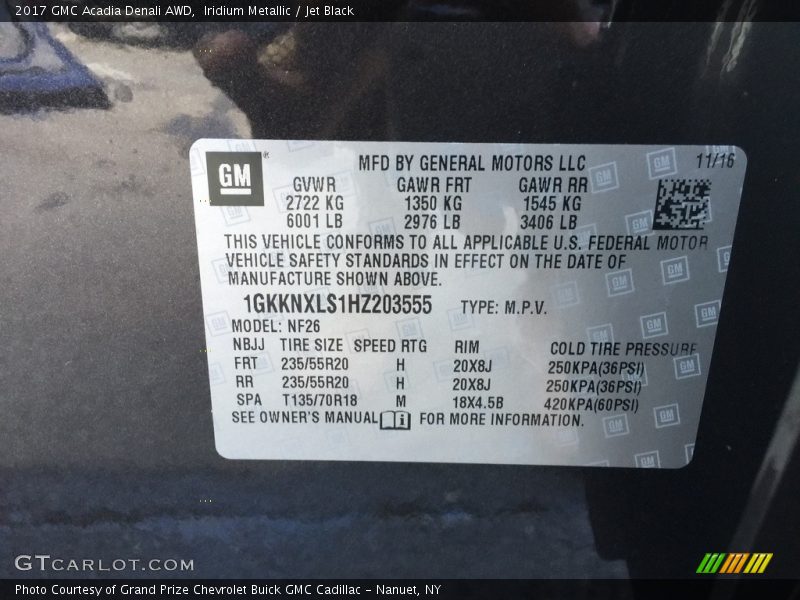 2017 GMC Acadia Denali AWD, Iridium Metallic / Jet Black
GM MFD BY GENERAL MOTORS LLC 11/16
GVWR GAWR FRT GAWR RR
2722 KG 1350 KG 1545 KG
6001 LB 2976 LB 3406 LB
THIS VEHICLE CONFORMS TO ALL APPLICABLE U.S. FEDERAL MOTOR
VEHICLE SAFETY STANDARDS IN EFFECT ON THE DATE OF
MANUFACTURE SHOWN ABOVE.
1GKKNXLS1HZ203555 TYPE: M.P.V.
MODEL: NF26
NBJJ TIRE SIZE SPEED RTG RIM COLD TIRE PRESSURE
FRT 235/55R20 H 20X8J 250KPA(36PSI)
RR 235/55R20 H 20X8J 250KPA(36PSI)
SPA T135/70R18 M 18X4.5B 420KPA(60PSI)
SEE OWNER'S MANUAL i FOR MORE INFORMATION.
GTCARLOT.COM
Photo Courtesy of Grand Prize Chevrolet Buick GMC Cadillac - Nanuet, NY